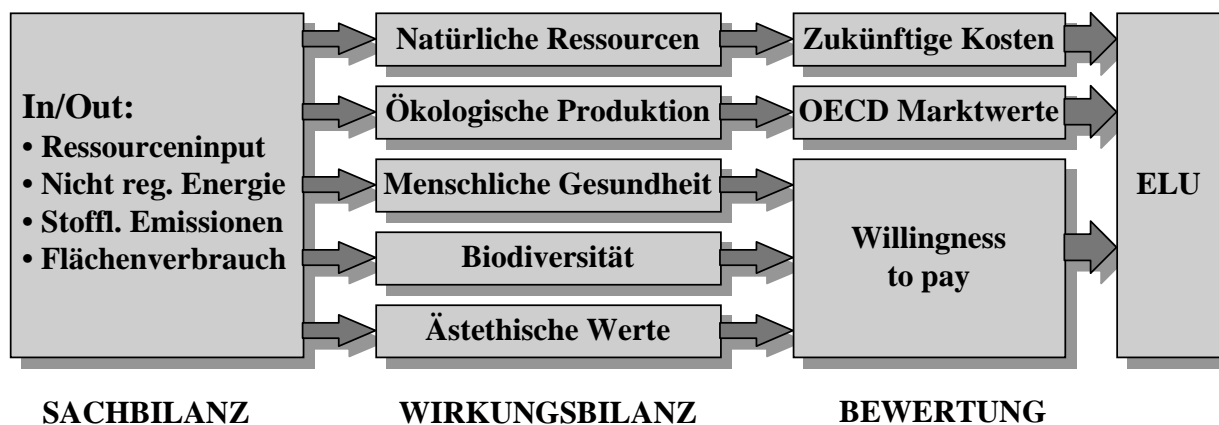 In/Out:
• Ressourceninput
• Nicht reg. Energie
• Stoffl. Emissionen
• Flächenverbrauch
Natürliche Ressourcen
Ökologische Produktion
Menschliche Gesundheit
Biodiversität
Ästethische Werte
Zukünftige Kosten
OECD Marktwerte
Willingness
to pay
ELU
SACHBILANZ
WIRKUNGSBILANZ
BEWERTUNG